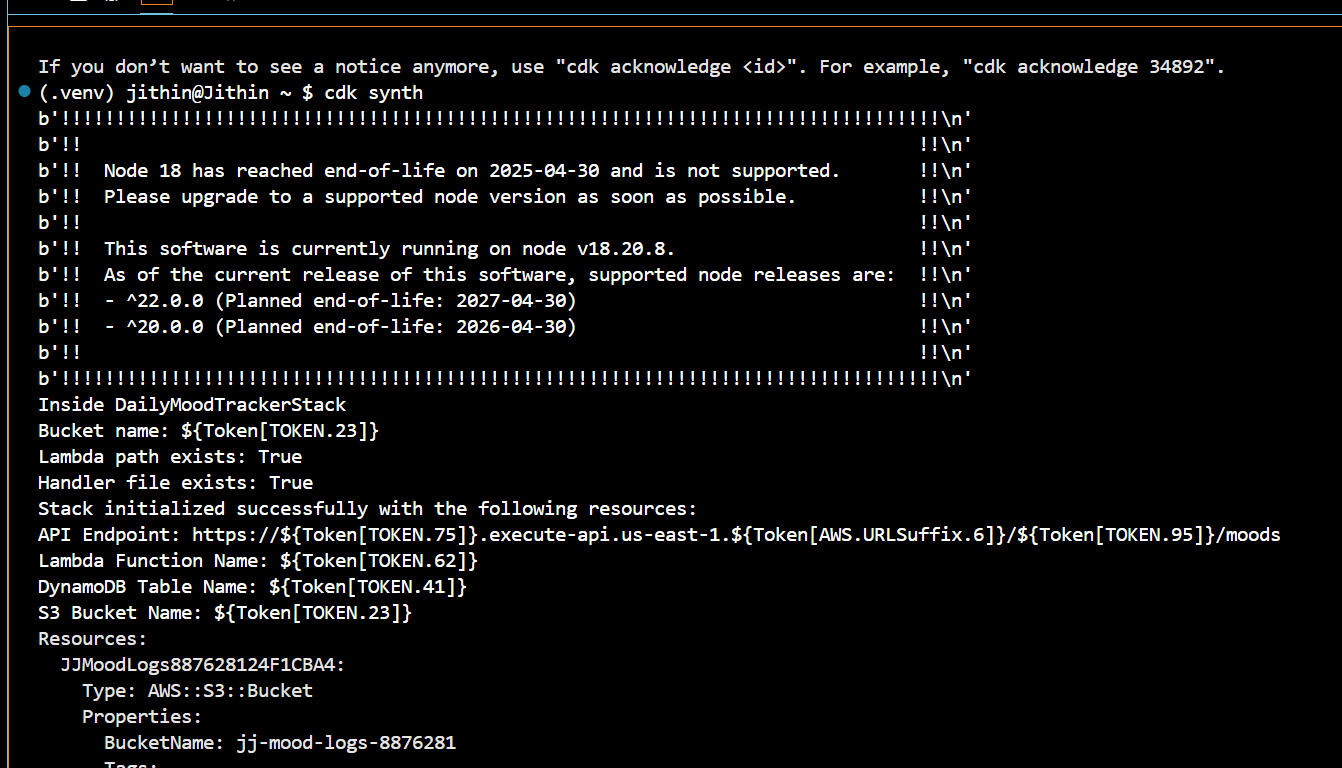 If you don’t want to see a notice anymore, use "cdk acknowledge <id>". For example, "cdk acknowledge 34892".
(.venv) jithin@Jithin ~ $ cdk synth
b'!!!!!!!!!!!!!!!!!!!!!!!!!!!!!!!!!!!!!!!!!!!!!!!!!!!!!!!!!!!!!!!!!!!!!!!!!!!!!!!!\n'
b'!!                                                                            !!\n'
b'!!  Node 18 has reached end-of-life on 2025-04-30 and is not supported.       !!\n'
b'!!  Please upgrade to a supported node version as soon as possible.           !!\n'
b'!!                                                                            !!\n'
b'!!  This software is currently running on node v18.20.8.                      !!\n'
b'!!  As of the current release of this software, supported node releases are:  !!\n'
b'!!  - ^22.0.0 (Planned end-of-life: 2027-04-30)                               !!\n'
b'!!  - ^20.0.0 (Planned end-of-life: 2026-04-30)                               !!\n'
b'!!                                                                            !!\n'
b'!!!!!!!!!!!!!!!!!!!!!!!!!!!!!!!!!!!!!!!!!!!!!!!!!!!!!!!!!!!!!!!!!!!!!!!!!!!!!!!!\n'
Inside DailyMoodTrackerStack
Bucket name: ${Token[TOKEN.23]}
Lambda path exists: True
Handler file exists: True
Stack initialized successfully with the following resources:
API Endpoint: https://${Token[TOKEN.75]}.execute-api.us-east-1.${Token[AWS.URLSuffix.6]}/${Token[TOKEN.95]}/moods
Lambda Function Name: ${Token[TOKEN.62]}
DynamoDB Table Name: ${Token[TOKEN.41]}
S3 Bucket Name: ${Token[TOKEN.23]}
Resources:
  JJMoodLogs887628124F1CBA4:
    Type: AWS::S3::Bucket
    Properties:
      BucketName: jj-mood-logs-8876281
      Tags: